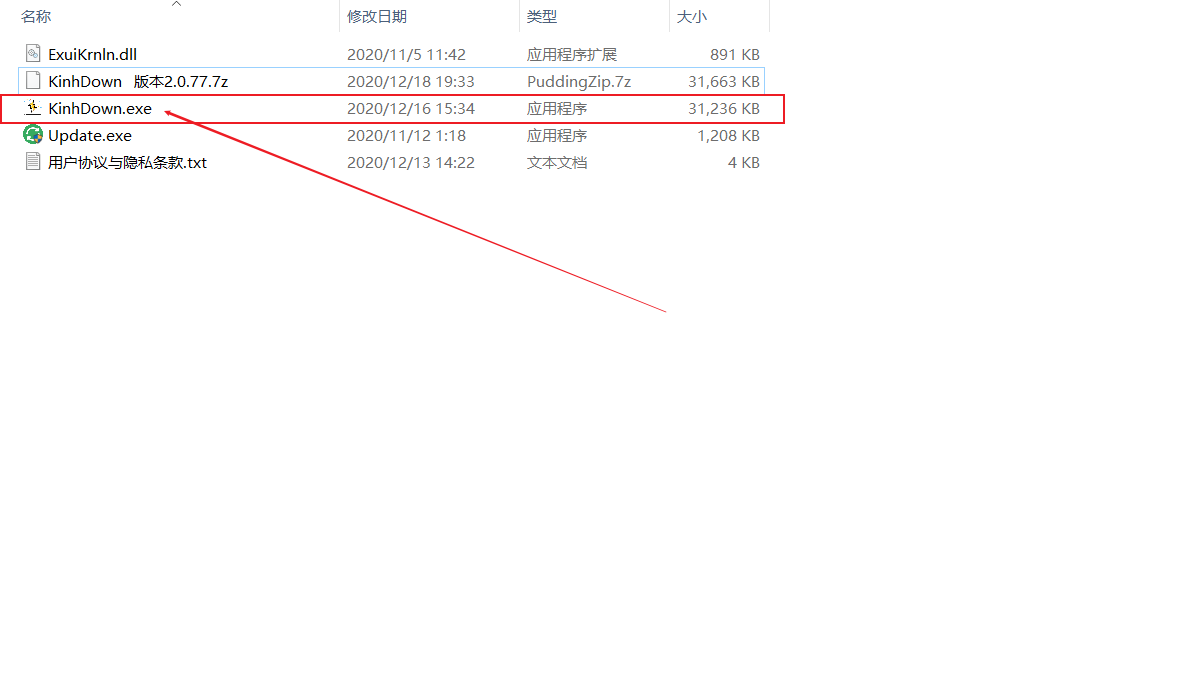 名称 修改日期 类型 大小
ExuiKrnln.dll 2020/11/5 11:42 应用程序扩展 891 KB
KinhDown 版本2.0.77.7z 2020/12/18 19:33 PuddingZip.7z 31,663 KB
KinhDown.exe 2020/12/16 15:34 应用程序 31,236 KB
Update.exe 2020/11/12 1:18 应用程序 1,208 KB
用户协议与隐私条款.txt 2020/12/13 14:22 文本文档 4 KB